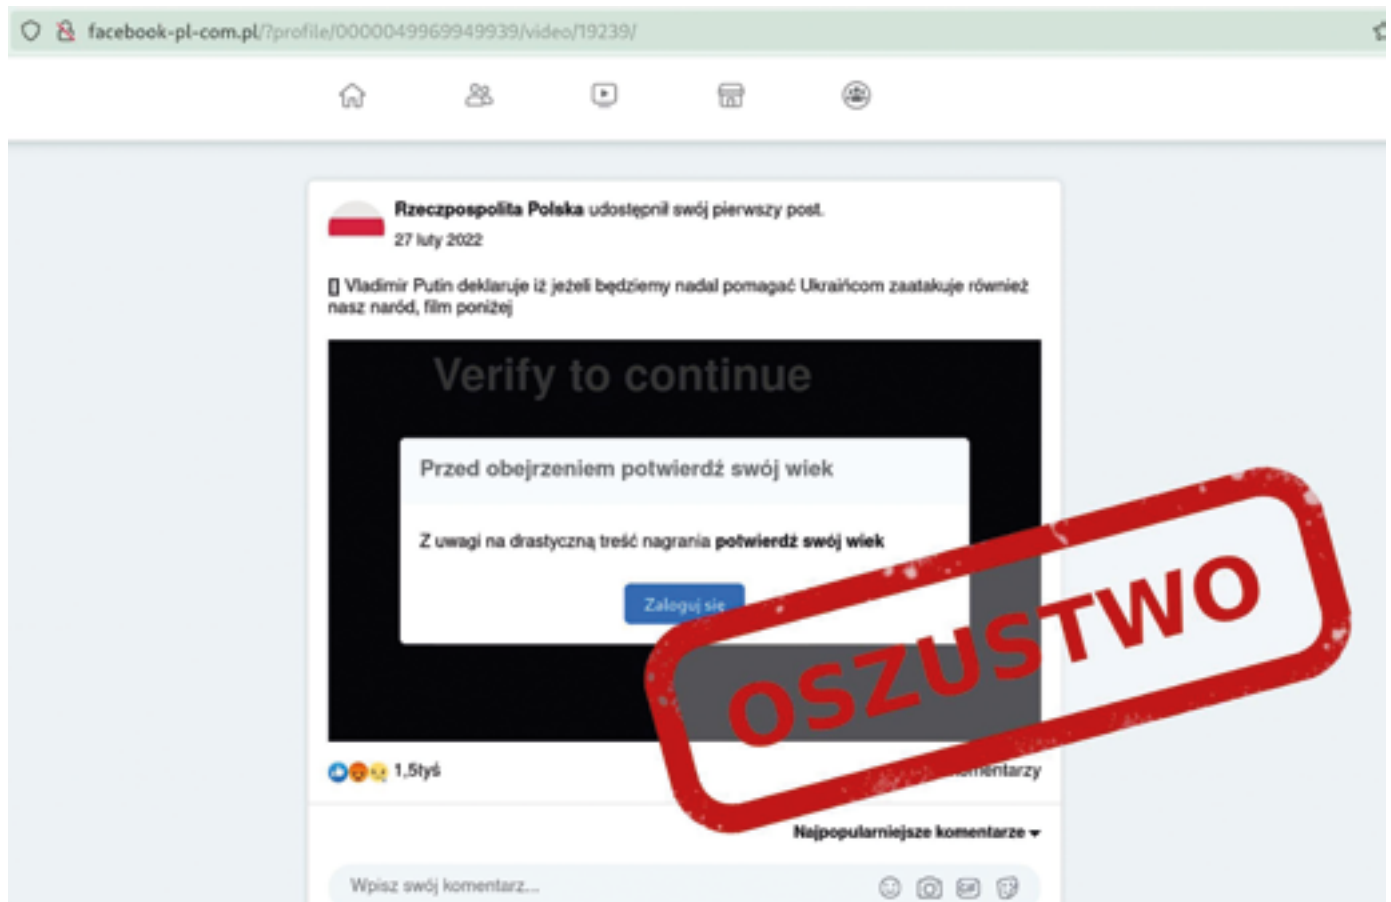 facebook-pl-com.pl/?profile/0000049969949939/video/19239/
Rzeczpospolita Polska udostępnił swój pierwszy post.
27 luty 2022
[] Vladimir Putin deklaruje iż jeżeli będziemy nadal pomagać Ukraińcom zaatakuje również
nasz naród, film poniżej
Verify to continue
Przed obejrzeniem potwierdź swój wiek
Z uwagi na drastyczną treść nagrania potwierdź swój wiek
Zaloguj się
OSZUSTWO
1,5tyś
Najpopularniejsze komentarze
Wpisz swój komentarz...
GIF